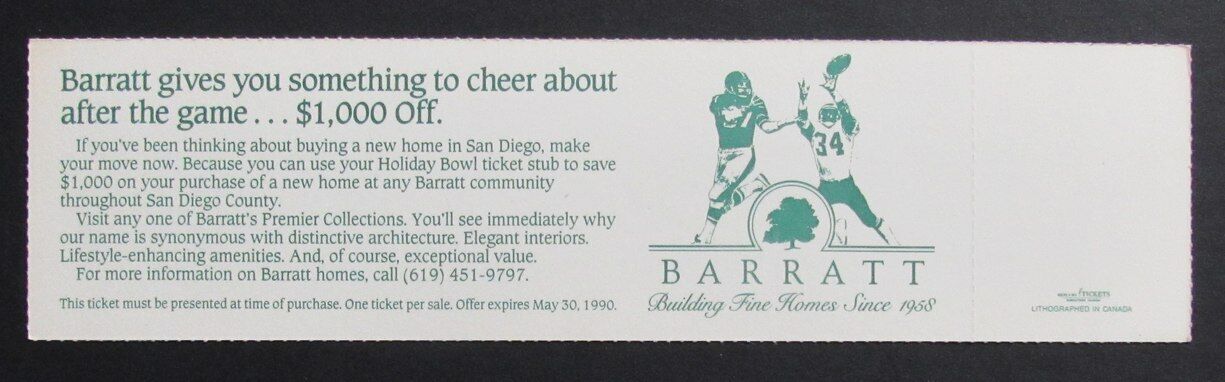 Barratt gives you something to cheer about
after the game... $1,000 Off.
If you've been thinking about buying a new home in San Diego, make
your move now. Because you can use your Holiday Bowl ticket stub to save
$1,000 on your purchase of a new home at any Barratt community
throughout San Diego County.
Visit any one of Barratt's Premier Collections. You'll see immediately why
our name is synonymous with distinctive architecture. Elegant interiors.
Lifestyle-enhancing amenities. And, of course, exceptional value.
For more information on Barratt homes, call (619) 451-9797.
This ticket must be presented at time of purchase. One ticket per sale. Offer expires May 30, 1990.
34
BARRATT
Building Fine Homes Since 1958
TICKETS
LITHOGRAPHED IN CANADA